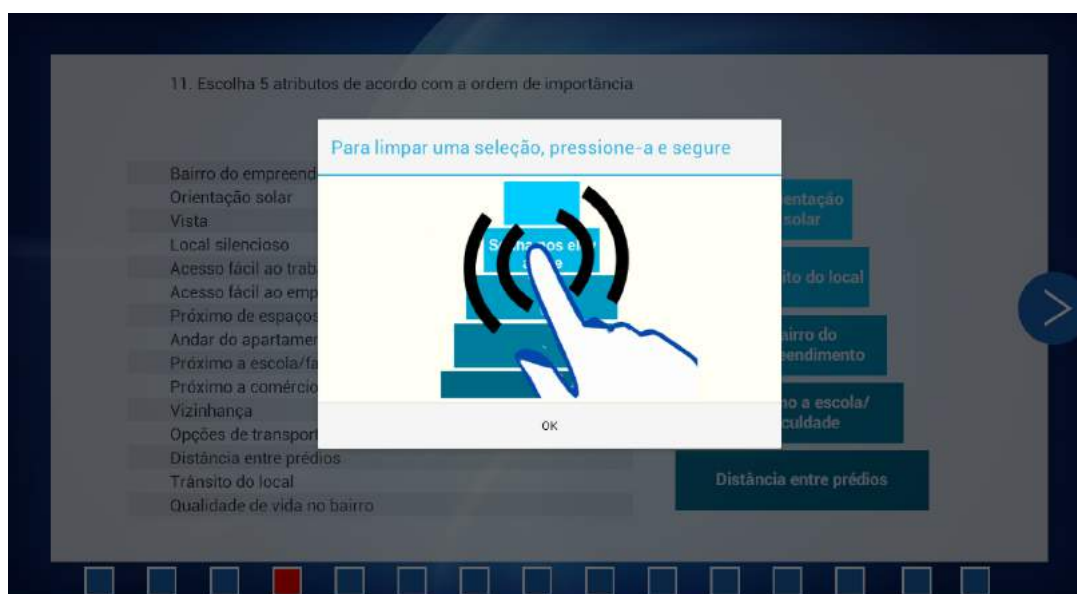 11. Escolha 5 atributos de acordo com a ordem de importância
Para limpar uma seleção, pressione-a e segure
Bairro do empreend
Orientação solar
Vista
Local silencioso
Acesso fácil ao trab
Acesso fácil ao emp
Próximo de espaços
Andar do apartamen
Próximo a escola/fa
Próximo a comércio
Vizinhança
Opções de transport
Distância entre prédios
Trânsito do local
Qualidade de vida no bairro
entação
solar
ito do local
airro do
eendimento
no a escola/
culdade
Distância entre prédios
OK